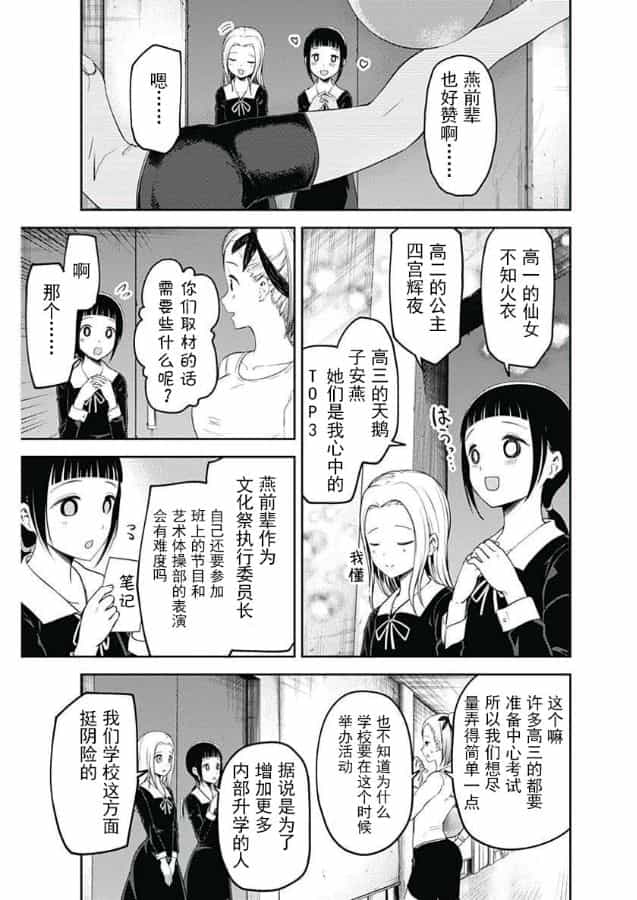 燕前辈
也好赞啊……
嗯
……
高一的仙女
不知火衣
高二的公主
四宫辉夜
高三的天鹅
子安燕
她们是我心中的
TOP3
はうっ…
我懂
你们取材的话
需要些什么呢?
啊
那个……
燕前辈作为
文化祭执行委员长
自己还要参加
班上的节目和
艺术体操部的表演
会有难度吗
笔记
这个嘛
许多高三的都要
准备中心考试
所以我们想尽
量弄得简单一点
也不知道为什么
学校要在这个时候
举办活动
据说是为了
增加更多
内部升学的人
我们学校这方面
挺阴险的